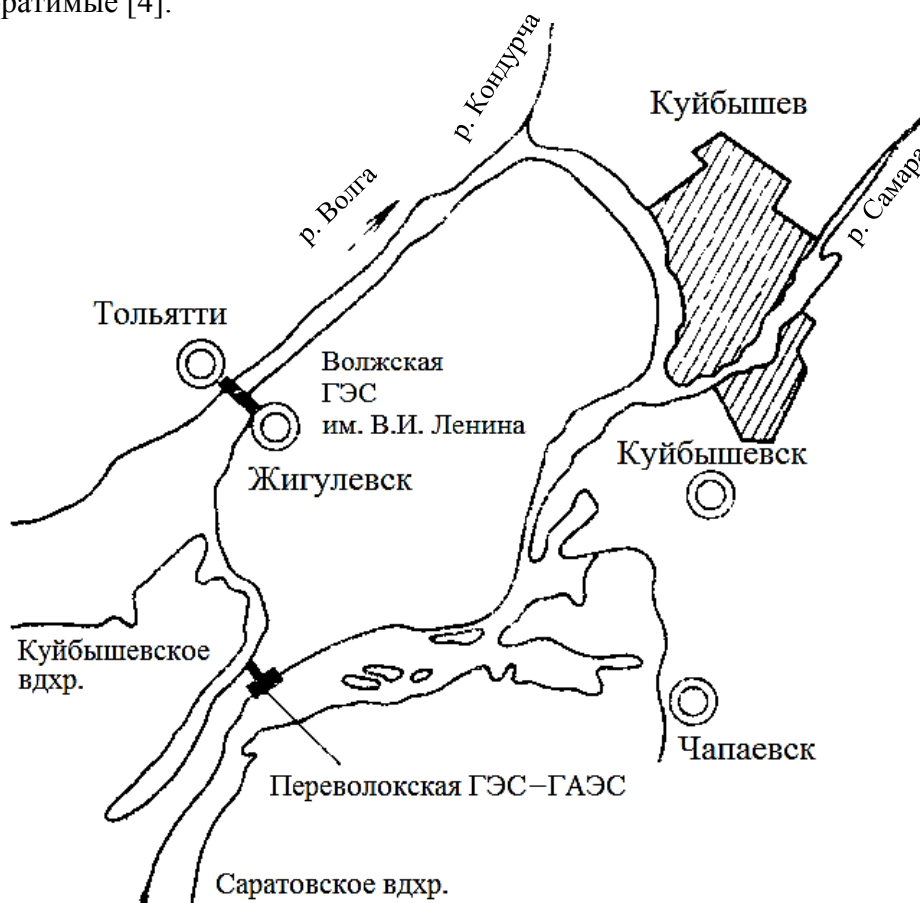 ратимые [4].
р. Кондурча
Куйбышев
р. Волга
р. Самара
Тольятти
Волжская
ГЭС
им. В.И. Ленина
Жигулевск
Куйбышевск
Куйбышевское
вдхр.
Чапаевск
Переволокская ГЭС–ГАЭС
Саратовское вдхр.